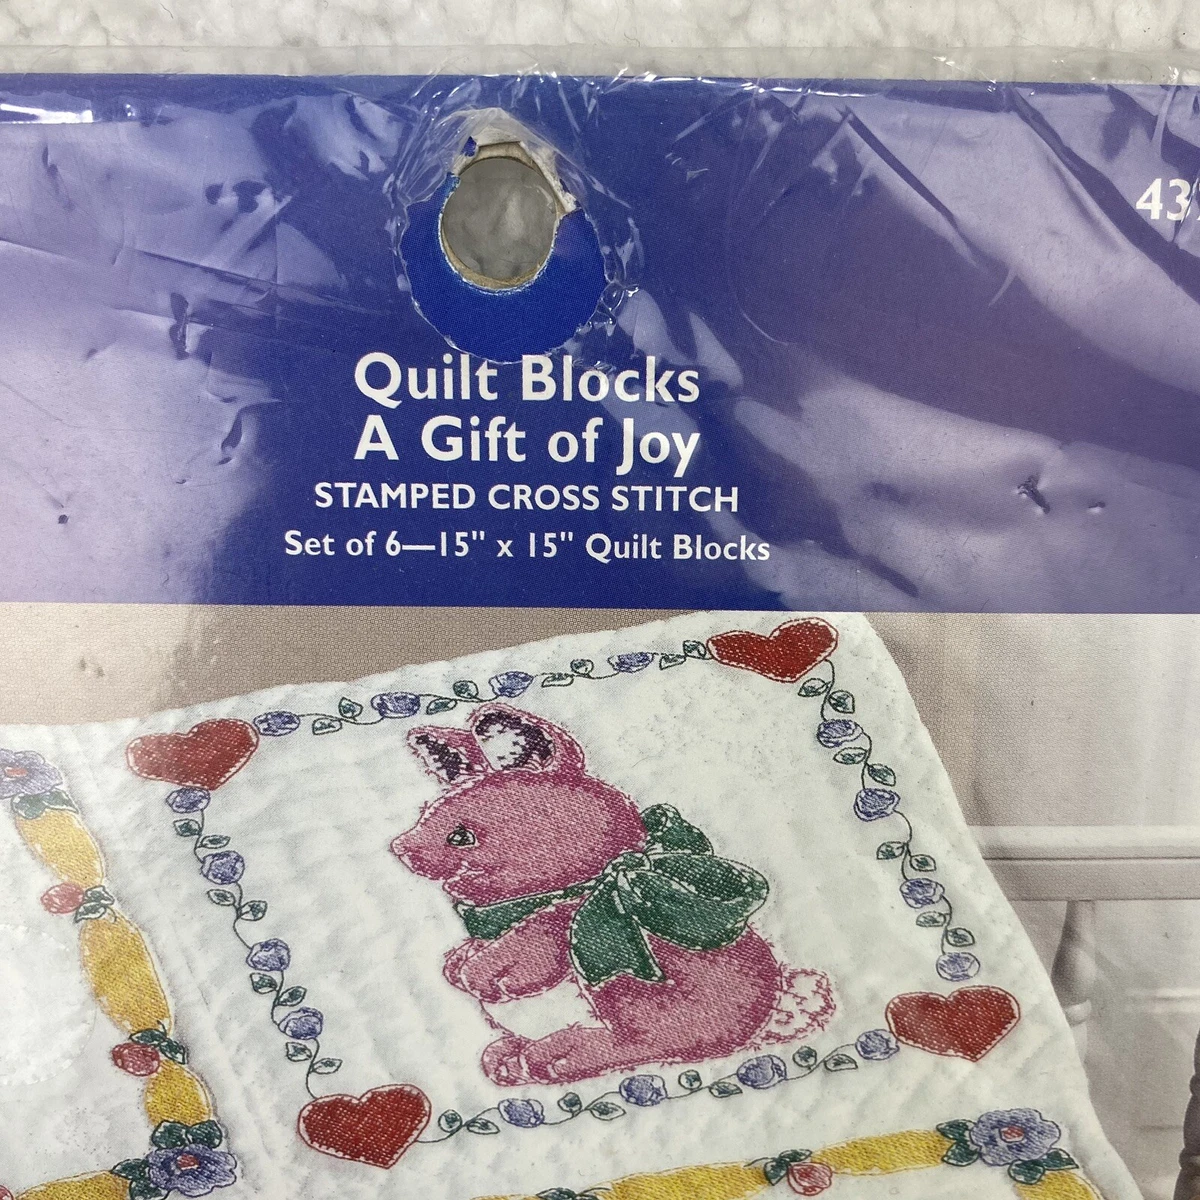 Quilt Blocks
A Gift of Joy
STAMPED CROSS STITCH
Set of 6—15" x 15" Quilt Blocks